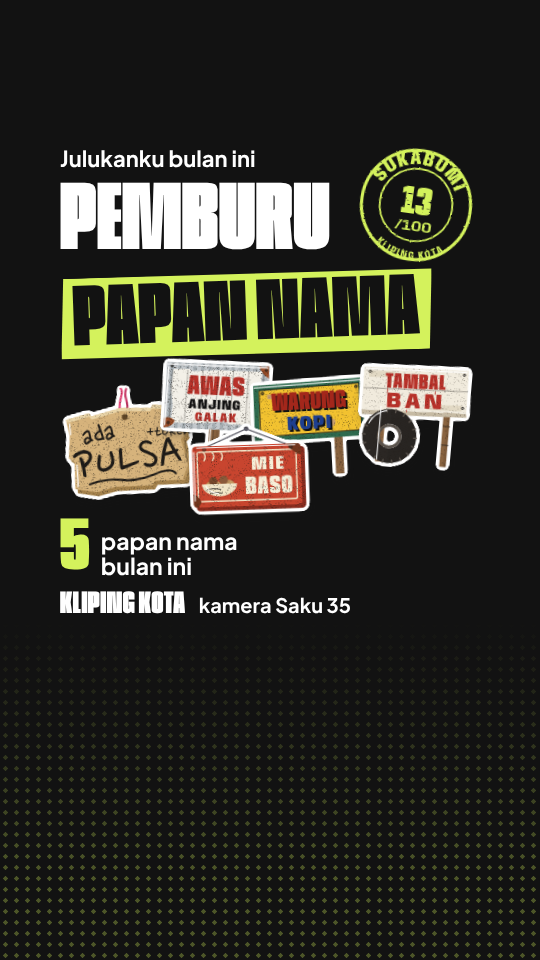 Julukanku bulan ini
PEMBURU
PAPAN NAMA
SUKABUMI
13
/100
KLIPING KOTA
AWAS
ANJING
GALAK
WARUNG
KOPI
TAMBAL
BAN
D
ada
PULSA
MIE
BASO
5 papan nama
bulan ini
KLIPING KOTA kamera Saku 35